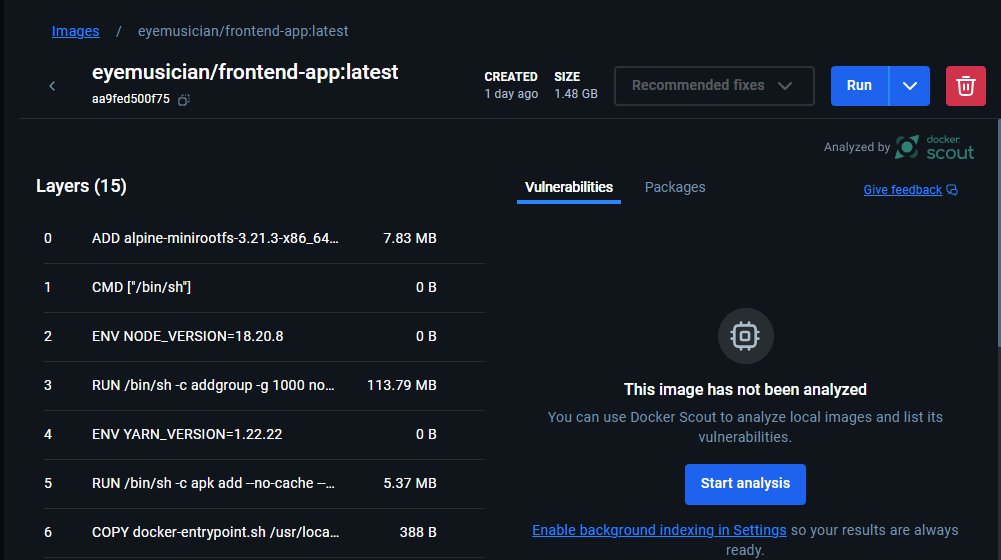 Images / eyemusician/frontend-app:latest
eyemusician/frontend-app:latest
aa9fed500f75
CREATED SIZE
1 day ago 1.48 GB
Recommended fixes
Run
Analyzed by docker scout
Layers (15)
Vulnerabilities Packages Give feedback
0 ADD alpine-minirootfs-3.21.3-x86_64... 7.83 MB
1 CMD ["/bin/sh"] 0 B
2 ENV NODE_VERSION=18.20.8 0 B
3 RUN /bin/sh -c addgroup -g 1000 no... 113.79 MB
4 ENV YARN_VERSION=1.22.22 0 B
5 RUN /bin/sh -c apk add --no-cache --... 5.37 MB
6 COPY docker-entrypoint.sh /usr/loca... 388 B
This image has not been analyzed
You can use Docker Scout to analyze local images and list its
vulnerabilities.
Start analysis
Enable background indexing in Settings so your results are always
ready.